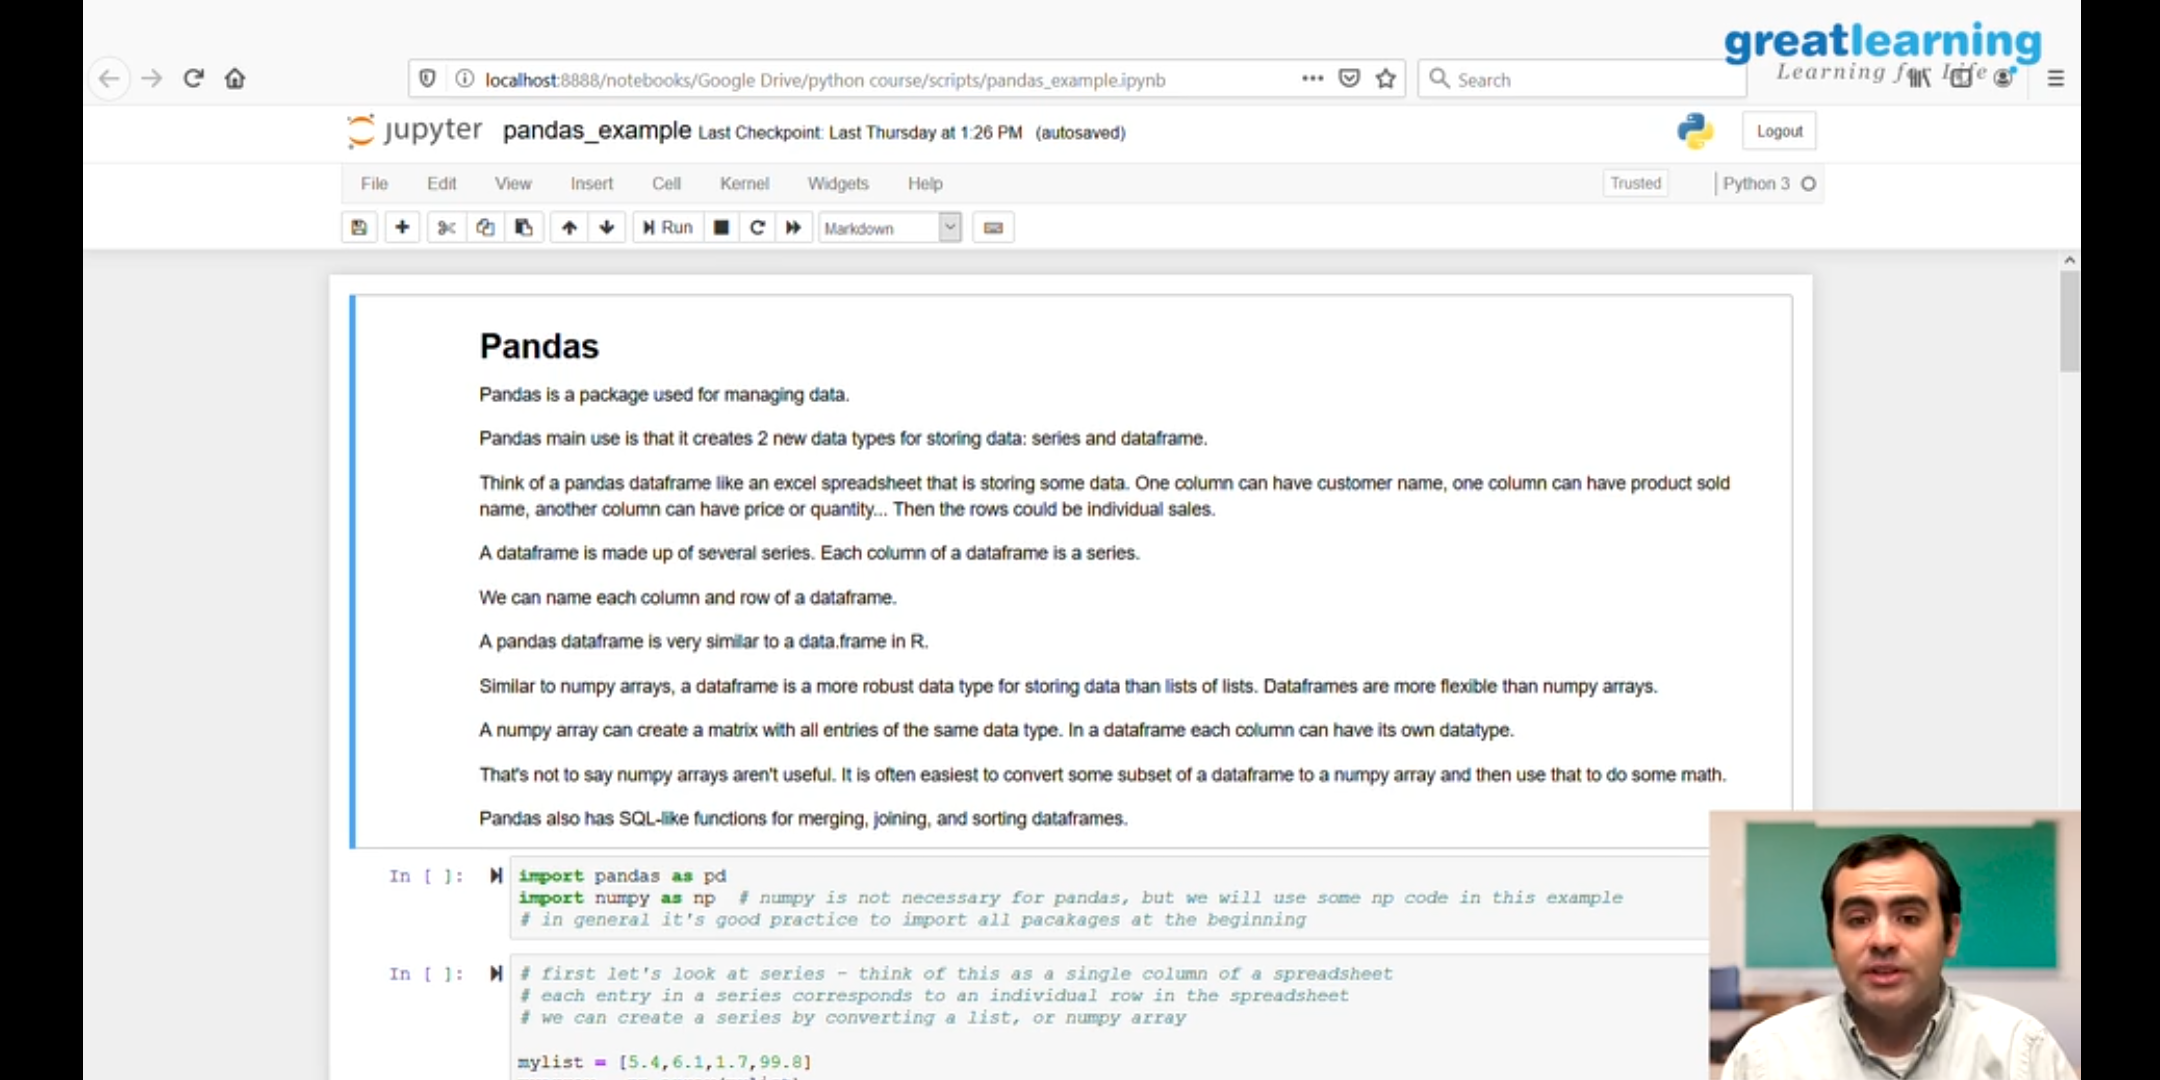 greatlearning
Learning for Life
localhost:8888/notebooks/Google Drive/python course/scripts/pandas_example.ipynb
Search
jupyter pandas_example Last Checkpoint: Last Thursday at 1:26 PM (autosaved)
Logout
File Edit View Insert Cell Kernel Widgets Help
Trusted
Python 3
Run
Markdown
Pandas
Pandas is a package used for managing data.
Pandas main use is that it creates 2 new data types for storing data: series and dataframe.
Think of a pandas dataframe like an excel spreadsheet that is storing some data. One column can have customer name, one column can have product sold
name, another column can have price or quantity... Then the rows could be individual sales.
A dataframe is made up of several series. Each column of a dataframe is a series.
We can name each column and row of a dataframe.
A pandas dataframe is very similar to a data.frame in R.
Similar to numpy arrays, a dataframe is a more robust data type for storing data than lists of lists. Dataframes are more flexible than numpy arrays.
A numpy array can create a matrix with all entries of the same data type. In a dataframe each column can have its own datatype.
That's not to say numpy arrays aren't useful. It is often easiest to convert some subset of a dataframe to a numpy array and then use that to do some math.
Pandas also has SQL-like functions for merging, joining, and sorting dataframes.
In [ ]: import pandas as pd
import numpy as np # numpy is not necessary for pandas, but we will use some np code in this example
# in general it's good practice to import all pacakages at the beginning
In [ ]: # first let's look at series - think of this as a single column of a spreadsheet
# each entry in a series corresponds to an individual row in the spreadsheet
# we can create a series by converting a list, or numpy array
mylist = [5.4,6.1,1.7,99.8]